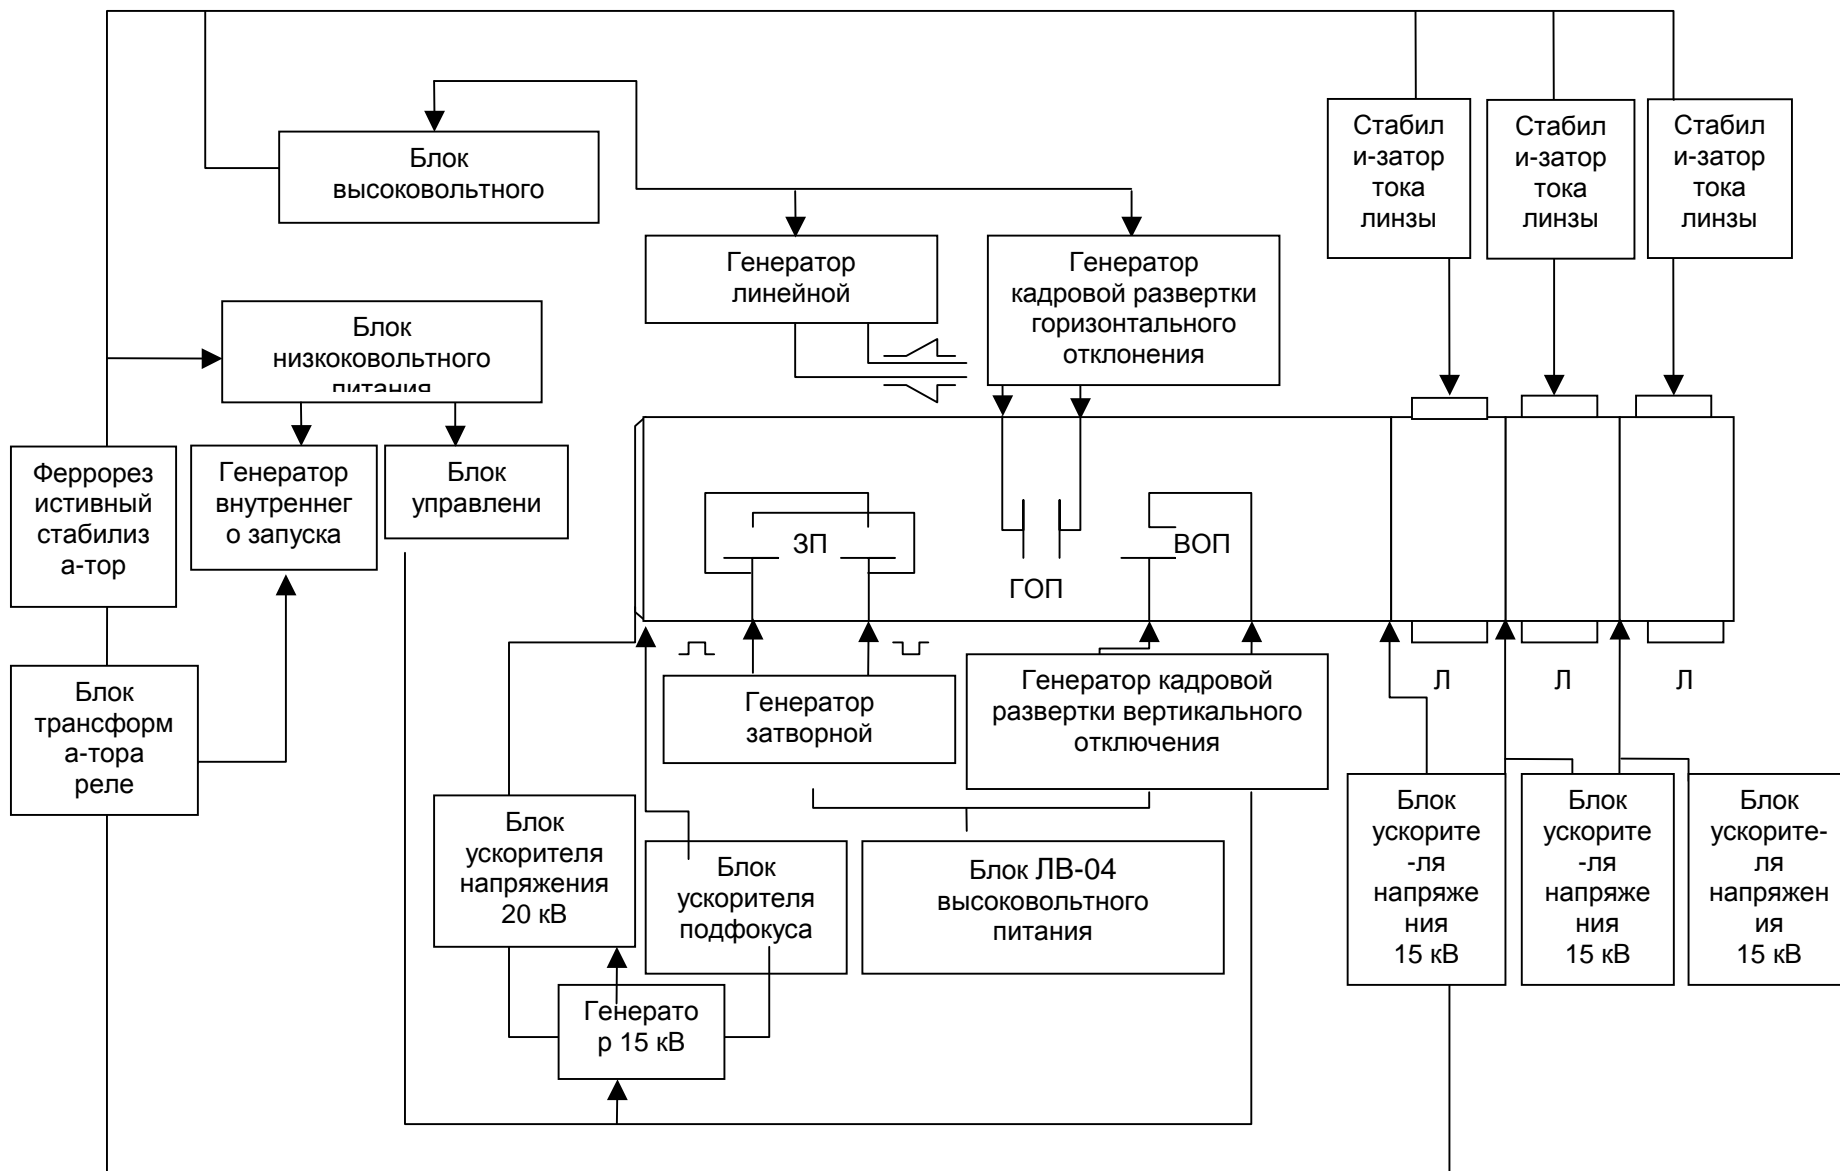 Стабил
и-затор
тока
линзы
Стабил
и-затор
тока
линзы
Стабил
и-затор
тока
линзы
Блок
высоковольтного
Генератор
линейной
Генератор
кадровой развертки
горизонтального
отклонения
Блок
низкоковольтного
питания
Феррорез
истивный
стабилиз
а-тор
Генератор
внутреннег
о запуска
Блок
управлени
ЗП
ГОП
ВОП
Блок
трансформ
а-тора
реле
Генератор
затворной
Генератор кадровой
развертки вертикального
отключения
Л
Л
Л
Блок
ускорителя
напряжения
20 кВ
Блок
ускорителя
подфокуса
Блок ЛВ-04
высоковольтного
питания
Блок
ускорите
-ля
напряже
ния
15 кВ
Блок
ускорите
-ля
напряже
ния
15 кВ
Блок
ускорите-
ля
напряжен
ия
15 кВ
Генерато
р 15 кВ